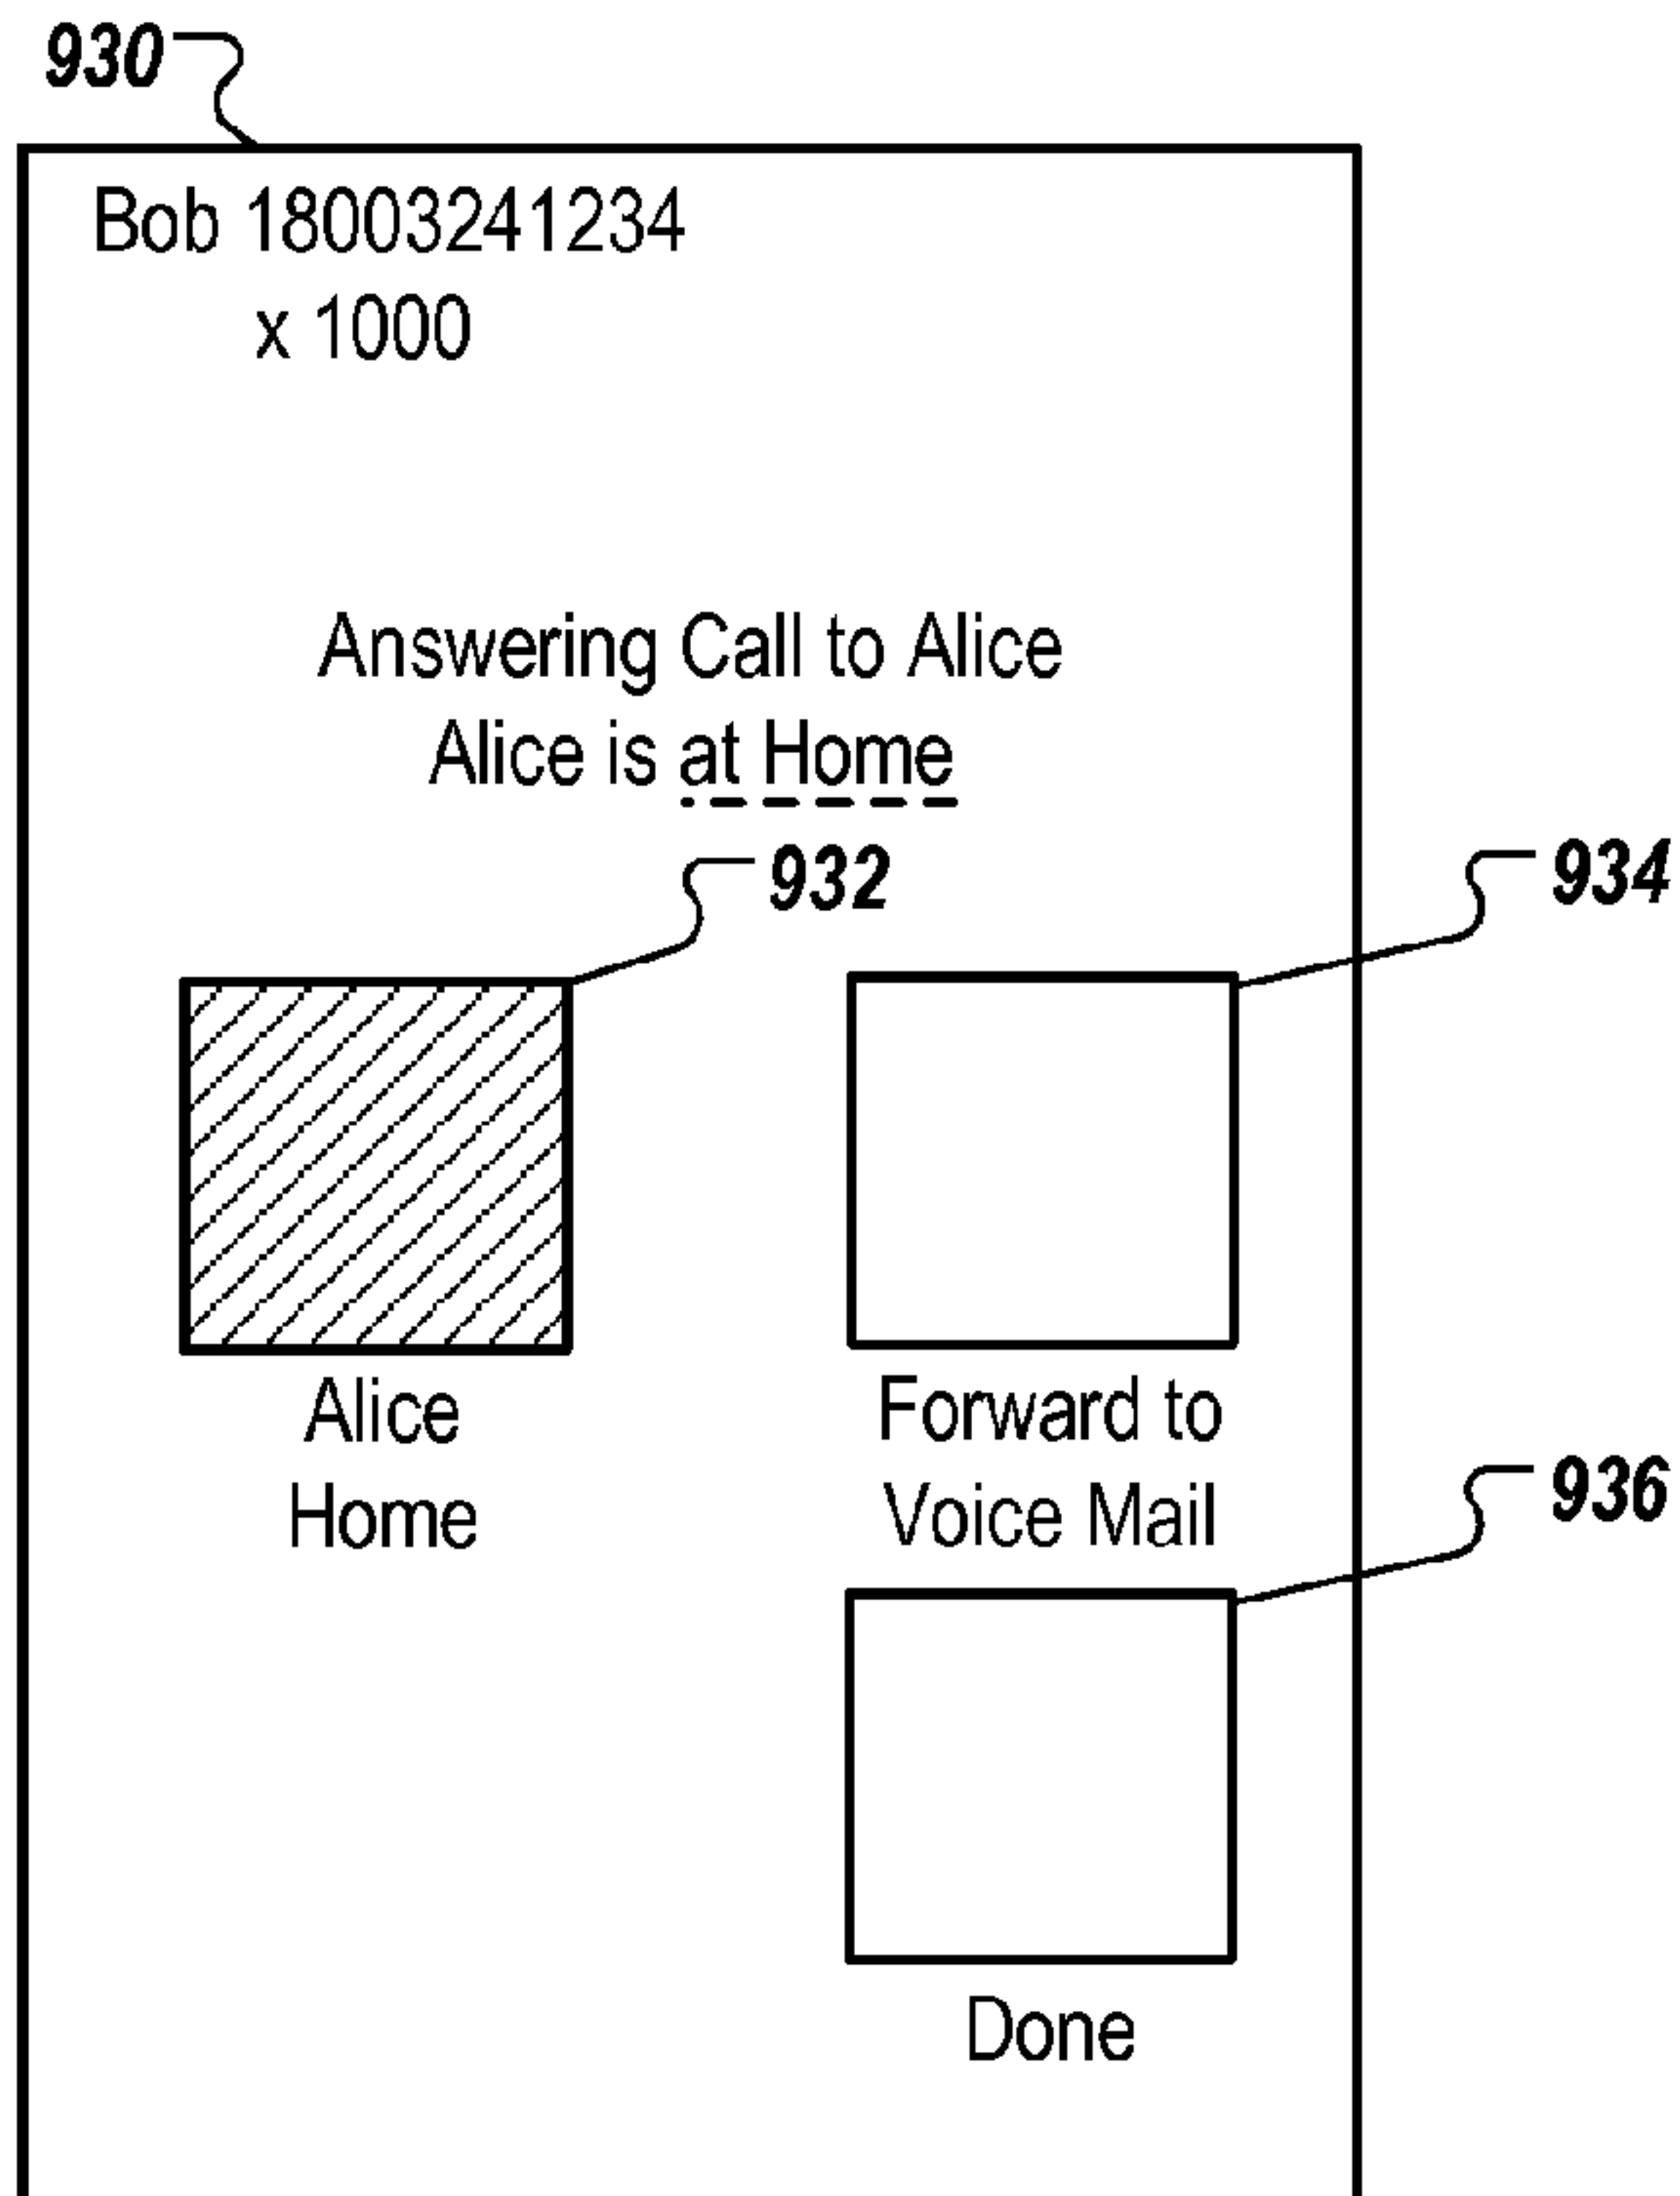 930
Bob 18003241234
x 1000
Answering Call to Alice
Alice is at Home
932
934
Alice
Home
Forward to
Voice Mail
936
Done